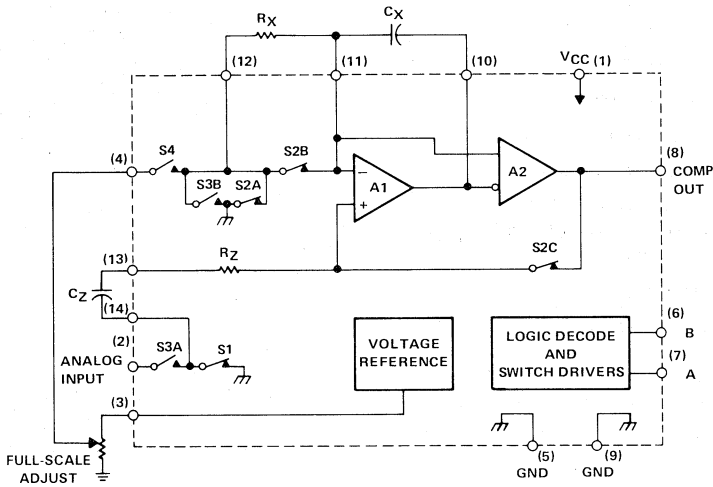 RX
CX
(12)
(11)
(10)
VCC (1)
(4)
S4
S2B
(8)
S3B
S2A
−
A1
+
A2
COMP
OUT
(13)
RZ
S2C
CZ
(14)
(2)
ANALOG
INPUT
S3A
S1
VOLTAGE
REFERENCE
LOGIC DECODE
AND
SWITCH DRIVERS
(6)
B
(7)
A
(3)
FULL-SCALE
ADJUST
(5)
GND
(9)
GND